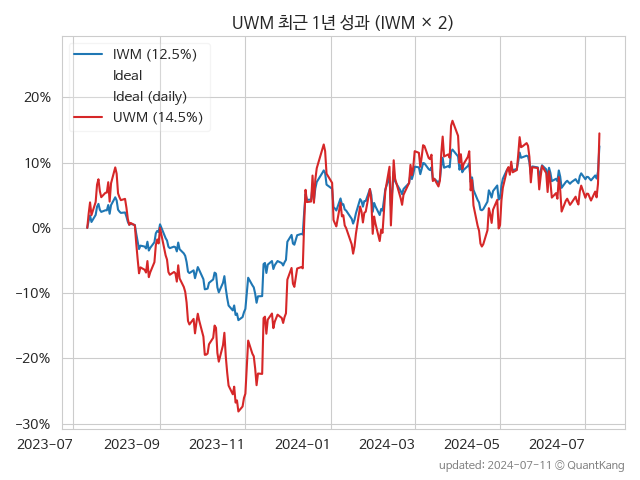 UWM 최근 1년 성과 (IWM × 2)
IWM (12.5%)
Ideal
Ideal (daily)
UWM (14.5%)
20%
10%
0%
−10%
−20%
−30%
2023-07
2023-09
2023-11
2024-01
2024-03
2024-05
2024-07
updated: 2024-07-11 © QuantKang